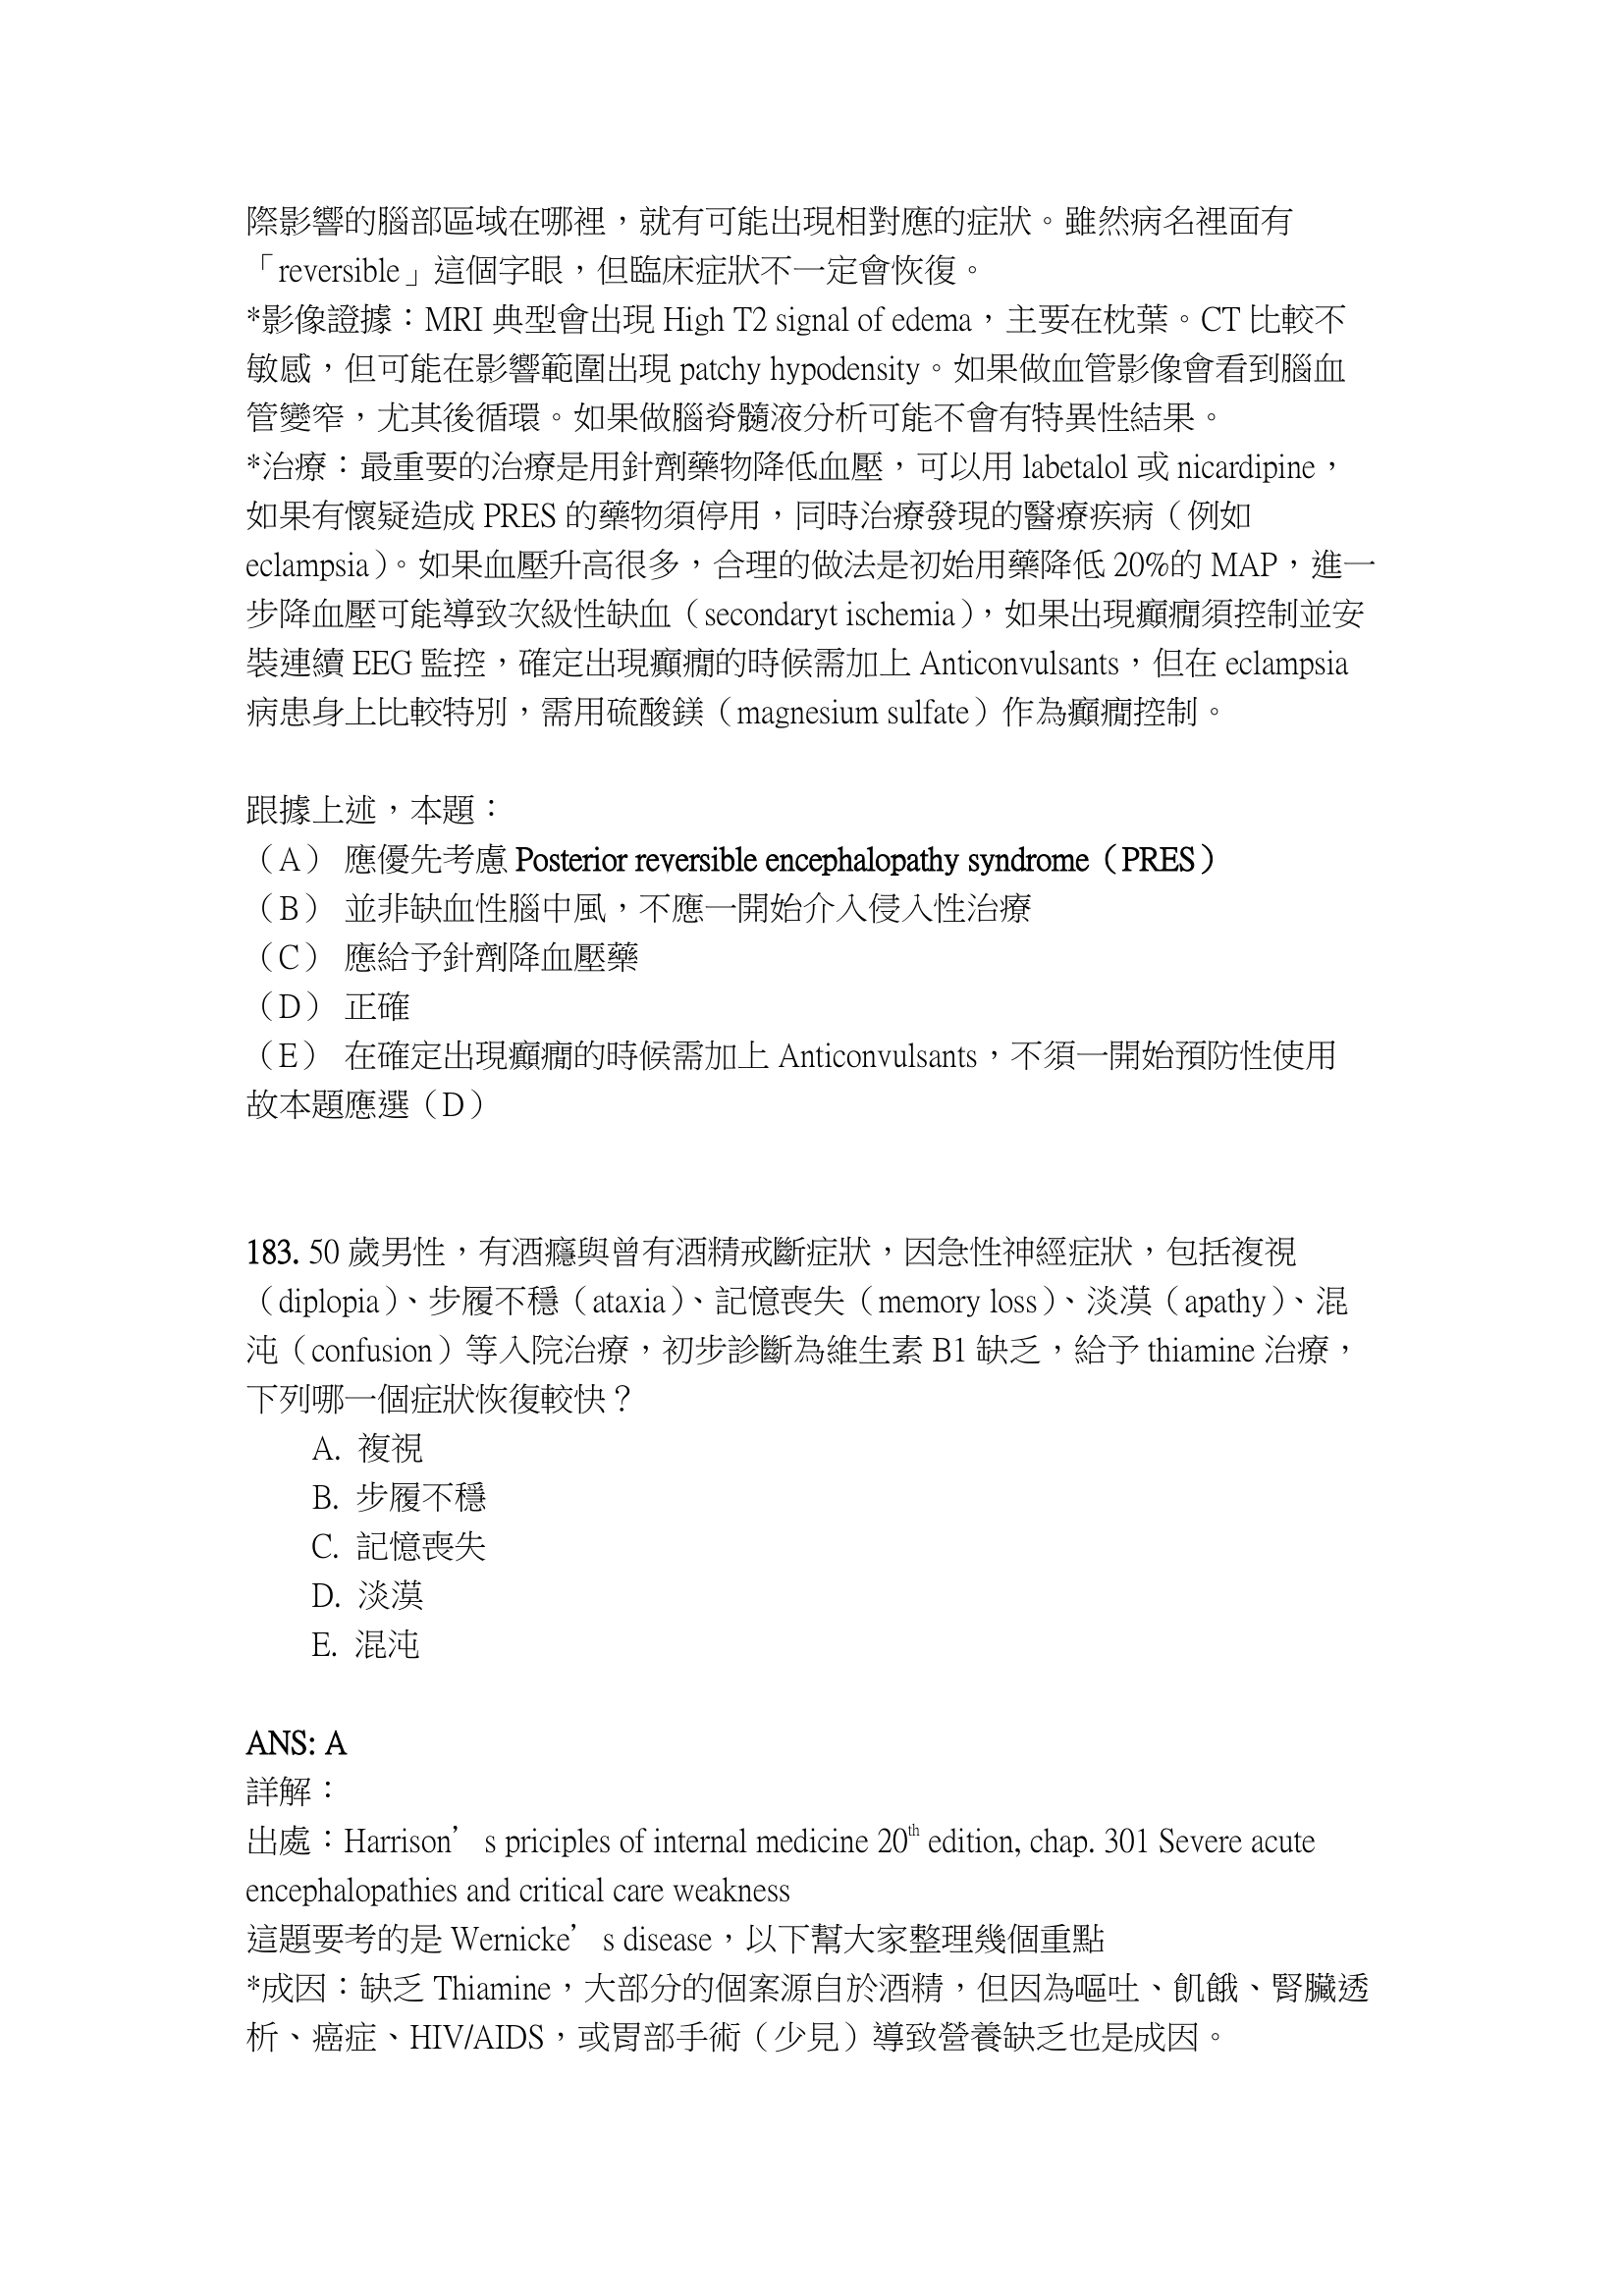 際影響的腦部區域在哪裡，就有可能出現相對應的症狀。雖然病名裡面有
「reversible」這個字眼，但臨床症狀不一定會恢復。
*影像證據：MRI 典型會出現 High T2 signal of edema，主要在枕葉。CT 比較不
敏感，但可能在影響範圍出現 patchy hypodensity。如果做血管影像會看到腦血
管變窄，尤其後循環。如果做腦脊髓液分析可能不會有特異性結果。
*治療：最重要的治療是用針劑藥物降低血壓，可以用 labetalol 或 nicardipine，
如果有懷疑造成 PRES 的藥物須停用，同時治療發現的醫療疾病（例如
eclampsia）。如果血壓升高很多，合理的做法是初始用藥降低 20%的 MAP，進一
步降血壓可能導致次級性缺血（secondaryt ischemia），如果出現癲癇須控制並安
裝連續 EEG 監控，確定出現癲癇的時候需加上 Anticonvulsants，但在 eclampsia
病患身上比較特別，需用硫酸鎂（magnesium sulfate）作為癲癇控制。
跟據上述，本題：
（A） 應優先考慮 Posterior reversible encephalopathy syndrome（PRES）
（B） 並非缺血性腦中風，不應一開始介入侵入性治療
（C） 應給予針劑降血壓藥
（D） 正確
（E） 在確定出現癲癇的時候需加上 Anticonvulsants，不須一開始預防性使用
故本題應選（D）
183. 50 歲男性，有酒癮與曾有酒精戒斷症狀，因急性神經症狀，包括複視
（diplopia）、步履不穩（ataxia）、記憶喪失（memory loss）、淡漠（apathy）、混
沌（confusion）等入院治療，初步診斷為維生素 B1 缺乏，給予 thiamine 治療，
下列哪一個症狀恢復較快？
A. 複視
B. 步履不穩
C. 記憶喪失
D. 淡漠
E. 混沌
ANS: A
詳解：
出處：Harrison’s priciples of internal medicine 20th edition, chap. 301 Severe acute
encephalopathies and critical care weakness
這題要考的是 Wernicke’s disease，以下幫大家整理幾個重點
*成因：缺乏 Thiamine，大部分的個案源自於酒精，但因為嘔吐、飢餓、腎臟透
析、癌症、HIV/AIDS，或胃部手術（少見）導致營養缺乏也是成因。